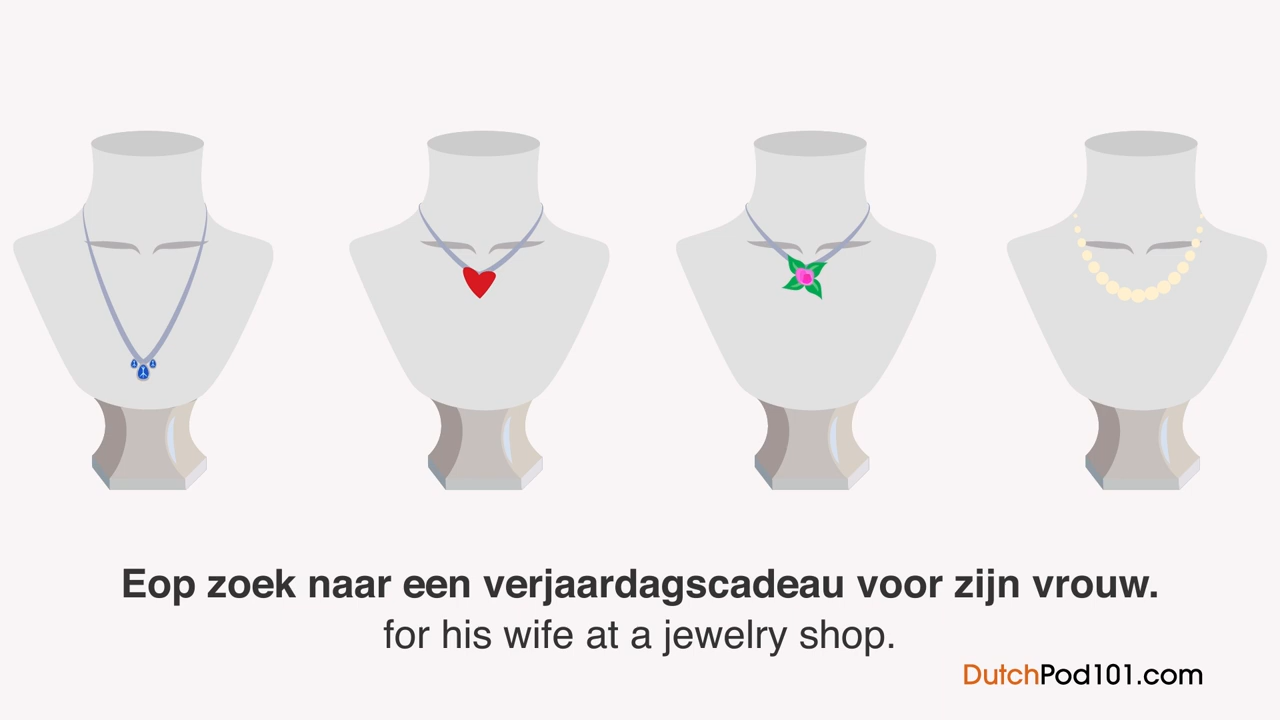 Eop zoek naar een verjaardagscadeau voor zijn vrouw.
for his wife at a jewelry shop.
DutchPod101.com